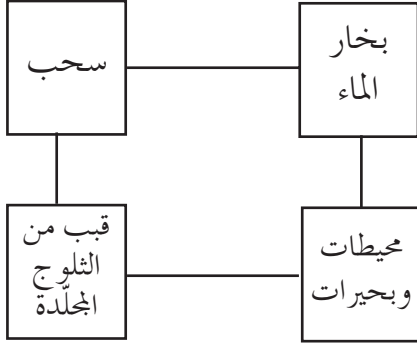 بخار
الماء
سحب
محيطات
وبحيرات
قبب من
الثلوج
المجلّدة